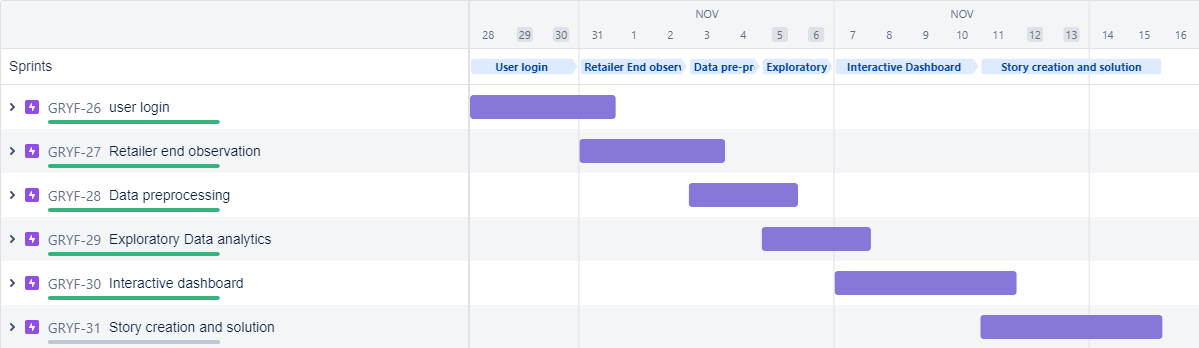 NOV NOV
28 29 30 31 1 2 3 4 5 6 7 8 9 10 11 12 13 14 15 16
Sprints User login Retailer End observ Data pre-pr Exploratory Interactive Dashboard Story creation and solution
GRYF-26 user login
GRYF-27 Retailer end observation
GRYF-28 Data preprocessing
GRYF-29 Exploratory Data analytics
GRYF-30 Interactive dashboard
GRYF-31 Story creation and solution